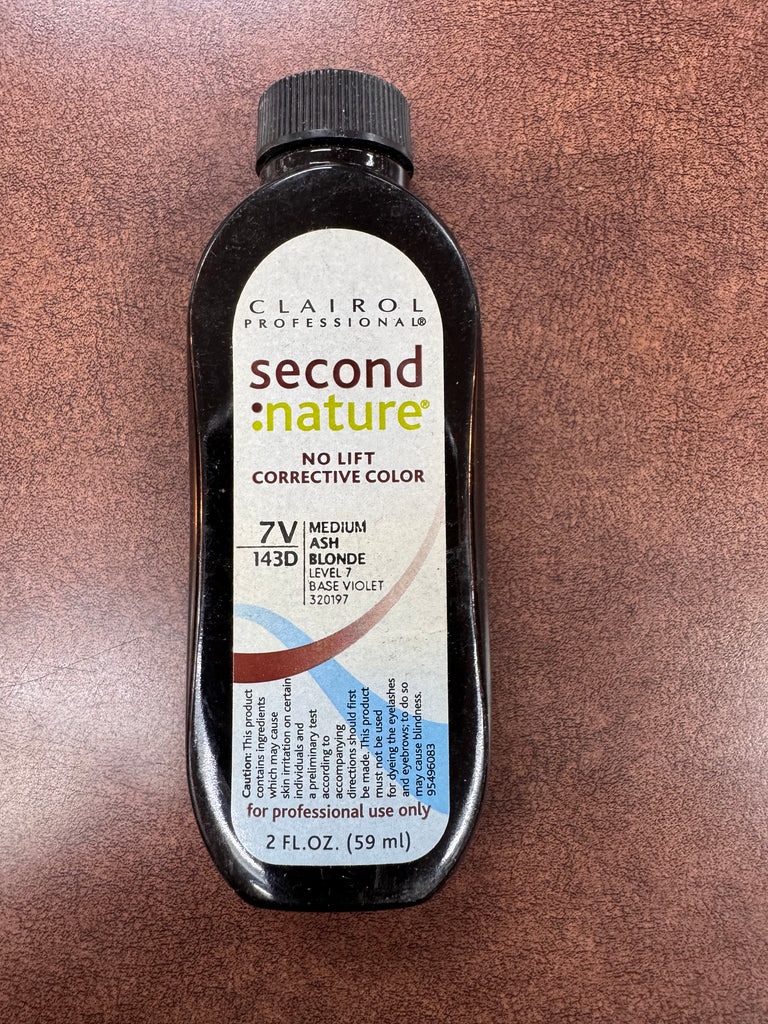 CLAIROL
PROFESSIONAL®
second
:nature®
NO LIFT
CORRECTIVE COLOR
7V
143D
MEDIUM
ASH
BLONDE
LEVEL 7
BASE VIOLET
320197
Caution: This product
contains ingredients
which may cause
skin irritation on certain
individuals and
a preliminary test
according to
accompanying
directions should first
be made. This product
must not be used
for dyeing the eyelashes
and eyebrows; to do so
may cause blindness.
95496083
for professional use only
2 FL.OZ. (59 ml)